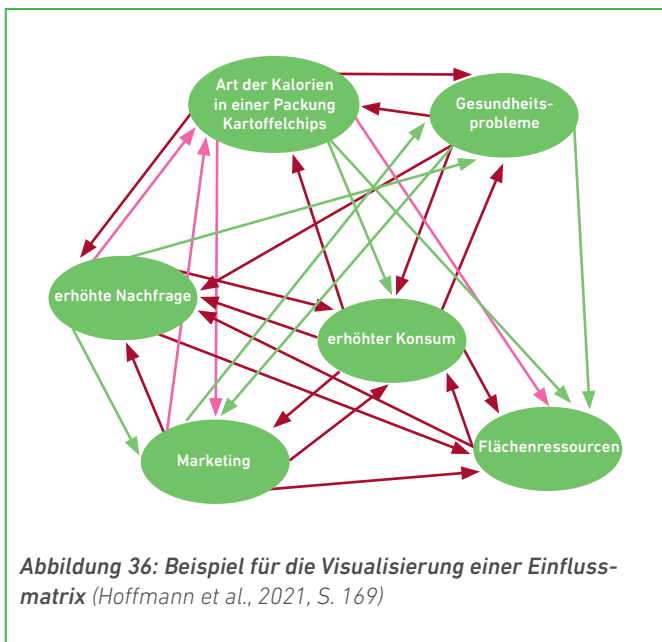 Art der Kalorien
in einer Packung
Kartoffelchips
Gesundheits-
probleme
erhöhte Nachfrage
erhöhter Konsum
Marketing
Flächenressourcen
Abbildung 36: Beispiel für die Visualisierung einer Einfluss-
matrix (Hoffmann et al., 2021, S. 169)